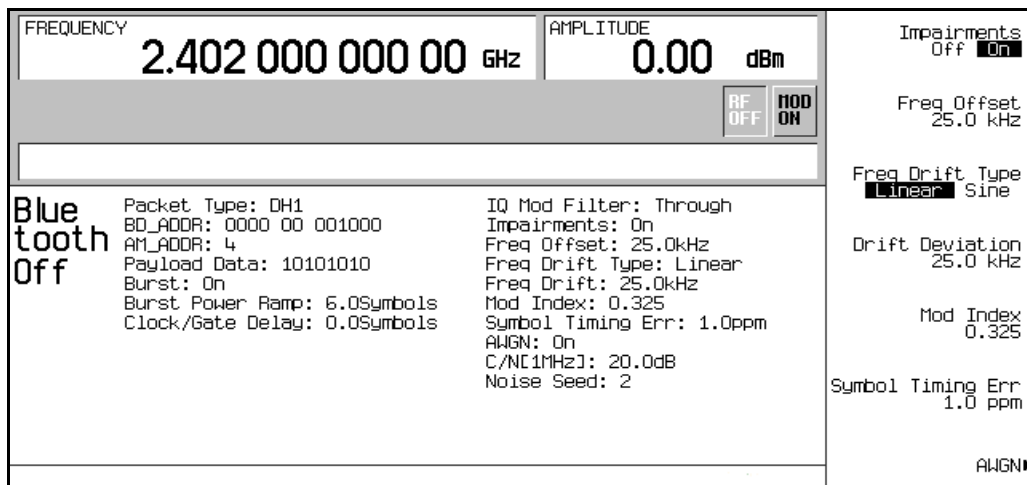 FREQUENCY
2.402 000 000 00 GHz
AMPLITUDE
0.00 dBm
RF OFF
MOD ON
Blue
tooth
Off
Packet Type: DH1
BD_ADDR: 0000 00 001000
AM_ADDR: 4
Payload Data: 10101010
Burst: On
Burst Power Ramp: 6.0Symbols
Clock/Gate Delay: 0.0Symbols
IQ Mod Filter: Through
Impairments: On
Freq Offset: 25.0kHz
Freq Drift Type: Linear
Freq Drift: 25.0kHz
Mod Index: 0.325
Symbol Timing Err: 1.0ppm
AWGN: On
C/N[1MHz]: 20.0dB
Noise Seed: 2
Impairments
Off On
Freq Offset
25.0 kHz
Freq Drift Type
Linear Sine
Drift Deviation
25.0 kHz
Mod Index
0.325
Symbol Timing Err
1.0 ppm
AWGN